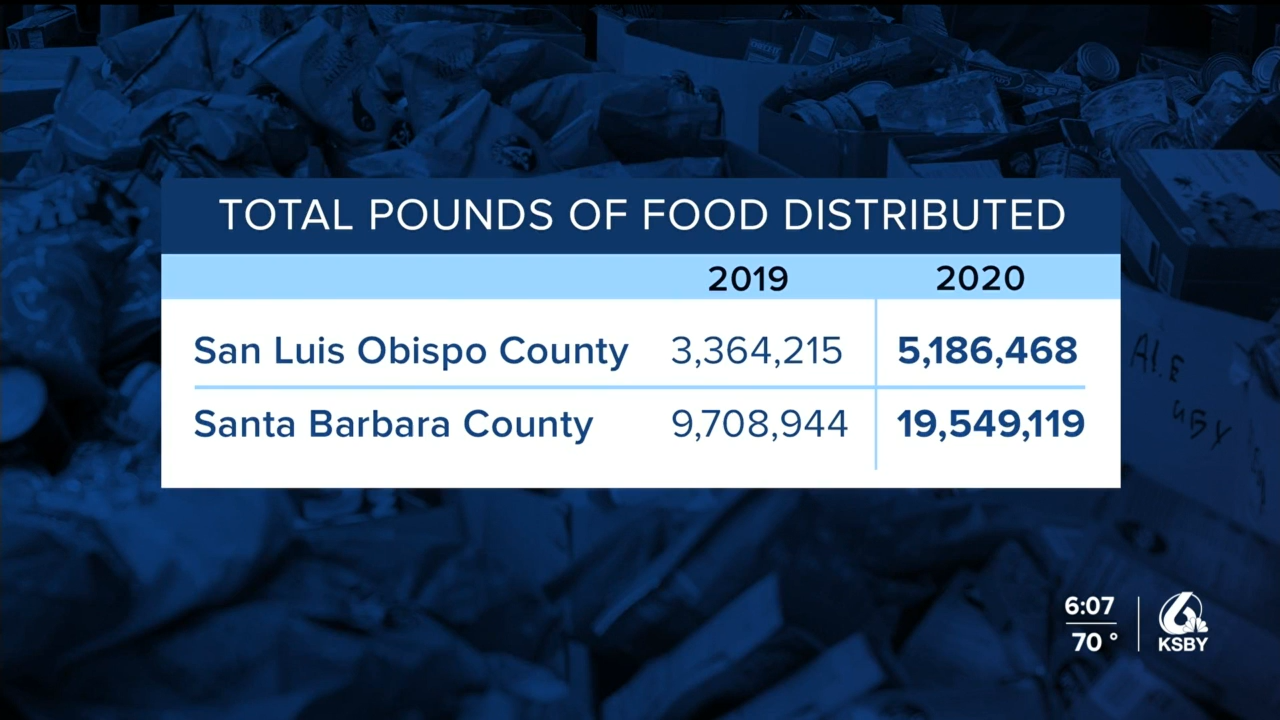 TOTAL POUNDS OF FOOD DISTRIBUTED
2019 2020
San Luis Obispo County 3,364,215 5,186,468
Santa Barbara County 9,708,944 19,549,119
6:07
70 °
6
KSBY